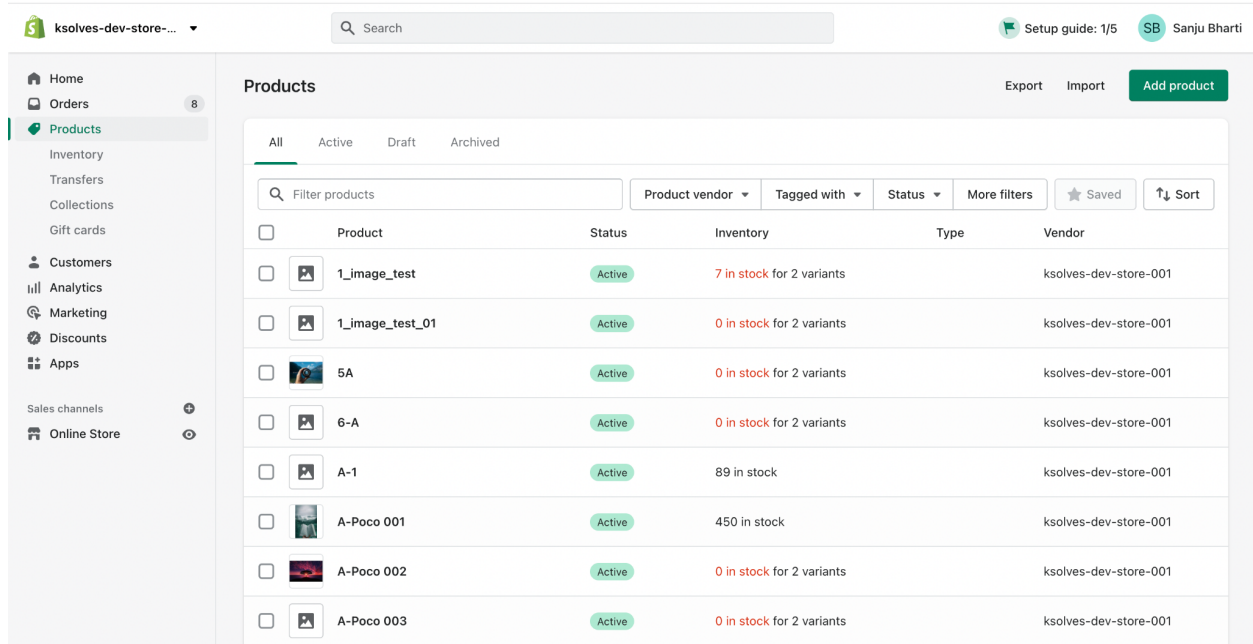 ksolves-dev-store-...
Search
Setup guide: 1/5
SB Sanju Bharti
Home
Orders 8
Products
Inventory
Transfers
Collections
Gift cards
Customers
Analytics
Marketing
Discounts
Apps
Sales channels
Online Store
Products
Export Import Add product
All Active Draft Archived
Filter products Product vendor Tagged with Status More filters Saved Sort
Product Status Inventory Type Vendor
1_image_test Active 7 in stock for 2 variants ksolves-dev-store-001
1_image_test_01 Active 0 in stock for 2 variants ksolves-dev-store-001
5A Active 0 in stock for 2 variants ksolves-dev-store-001
6-A Active 0 in stock for 2 variants ksolves-dev-store-001
A-1 Active 89 in stock ksolves-dev-store-001
A-Poco 001 Active 450 in stock ksolves-dev-store-001
A-Poco 002 Active 0 in stock for 2 variants ksolves-dev-store-001
A-Poco 003 Active 0 in stock for 2 variants ksolves-dev-store-001